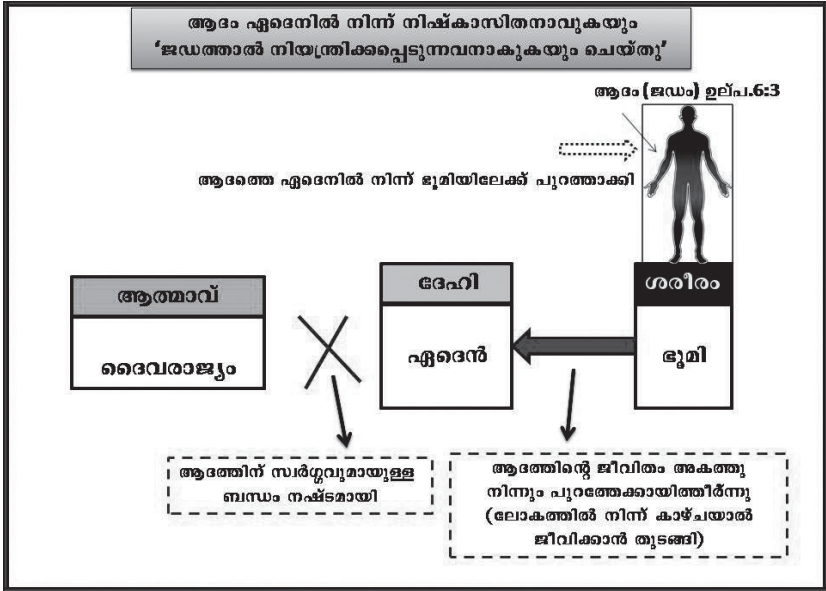 ആദം ഏദെനിൽ നിന്ന് നിഷ്കാസിതനാവുകയും
‘ജഡത്താൽ നിയന്ത്രിക്കപ്പെടുന്നവനാകുകയും ചെയ്തു’
ആദം (ജഡം) ഉല്പ.6:3
ആദത്തെ ഏദെനിൽ നിന്ന് ഭൂമിയിലേക്ക് പുറത്താക്കി
ആത്മാവ്
ദൈവരാജ്യം
ദേഹി
ഏദെൻ
ശരീരം
ഭൂമി
ആദത്തിന് സ്വർഗ്ഗവുമായുള്ള
ബന്ധം നഷ്ടമായി
ആദത്തിന്റെ ജീവിതം അകത്തു
നിന്നും പുറത്തേക്കായിത്തീർന്നു
(ലോകത്തിൽ നിന്ന് കാഴ്ചയാൽ
ജീവിക്കാൻ തുടങ്ങി)